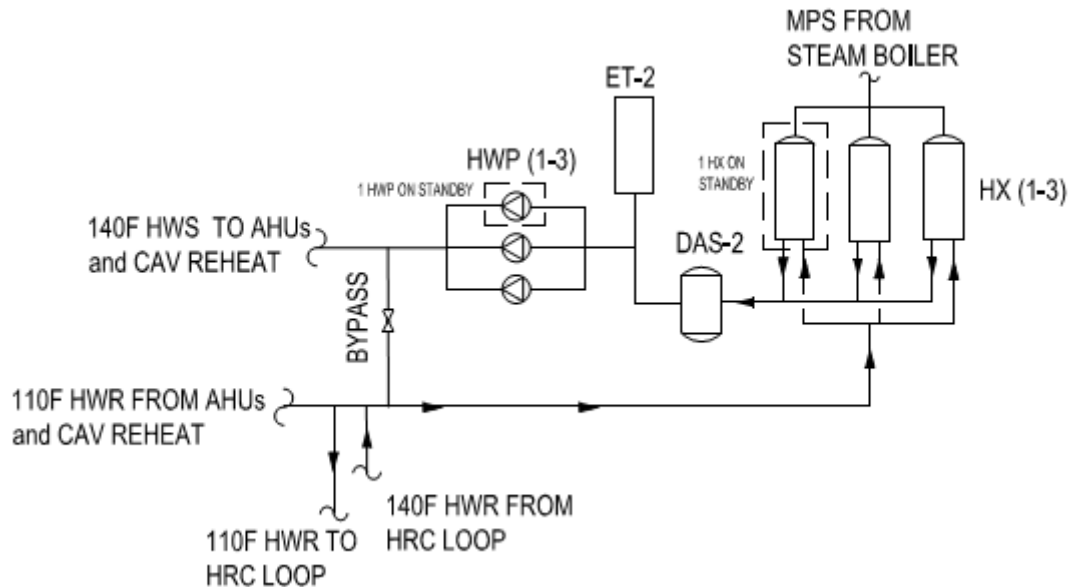 MPS FROM
STEAM BOILER
ET-2
HWP (1-3)
1 HWP ON STANDBY
1 HX ON
STANDBY
HX (1-3)
140F HWS TO AHUs
and CAV REHEAT
DAS-2
BYPASS
110F HWR FROM AHUs
and CAV REHEAT
140F HWR FROM
HRC LOOP
110F HWR TO
HRC LOOP